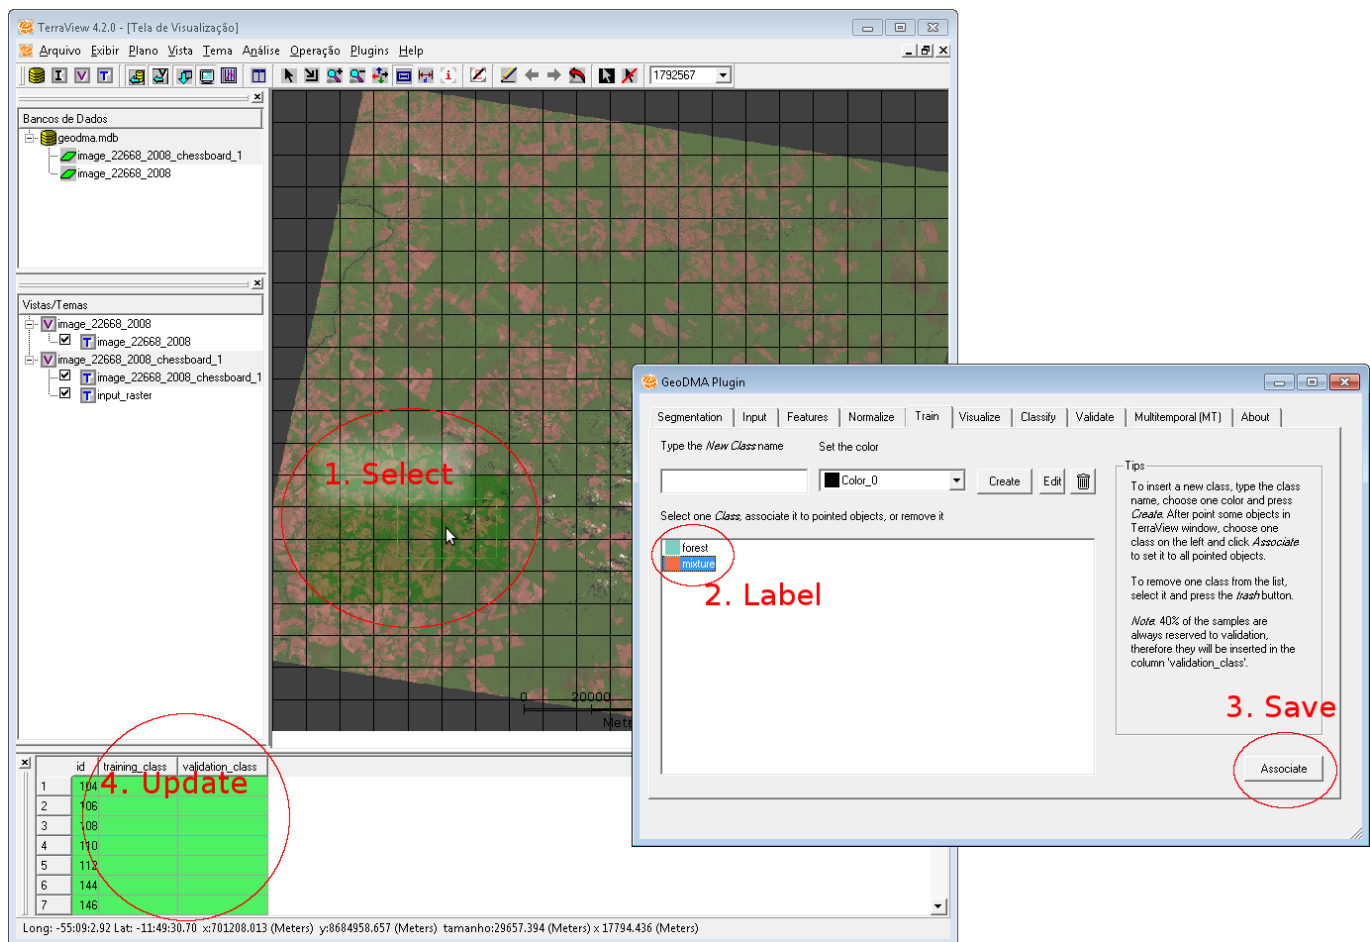 TerraView 4.2.0 - [Tela de Visualização]
Arquivo Exibir Plano Vista Tema Análise Operação Plugins Help
I V T 1792567
Bancos de Dados
geodma.mdb
image_22668_2008_chessboard_1
image_22668_2008
Vistas/Temas
V image_22668_2008
T image_22668_2008
V image_22668_2008_chessboard_1
T image_22668_2008_chessboard_1
T input_raster
1. Select
0 20000
Mete
GeoDMA Plugin
Segmentation Input Features Normalize Train Visualize Classify Validate Multitemporal (MT) About
Type the New Class name Set the color
Color_0 Create Edit
Select one Class, associate it to pointed objects, or remove it
forest
mixture
2. Label
Tips
To insert a new class, type the class
name, choose one color and press
Create. After point some objects in
TerraView window, choose one
class on the left and click Associate
to set it to all pointed objects.
To remove one class from the list,
select it and press the trash button.
Note: 40% of the samples are
always reserved to validation,
therefore they will be inserted in the
column 'validation_class'.
3. Save
Associate
id training_class validation_class
4. Update
1 104
2 106
3 108
4 110
5 112
6 144
7 146
Long: -55:09:2.92 Lat: -11:49:30.70 x:701208.013 (Meters) y:8684958.657 (Meters) tamanho:29657.394 (Meters) x 17794.436 (Meters)